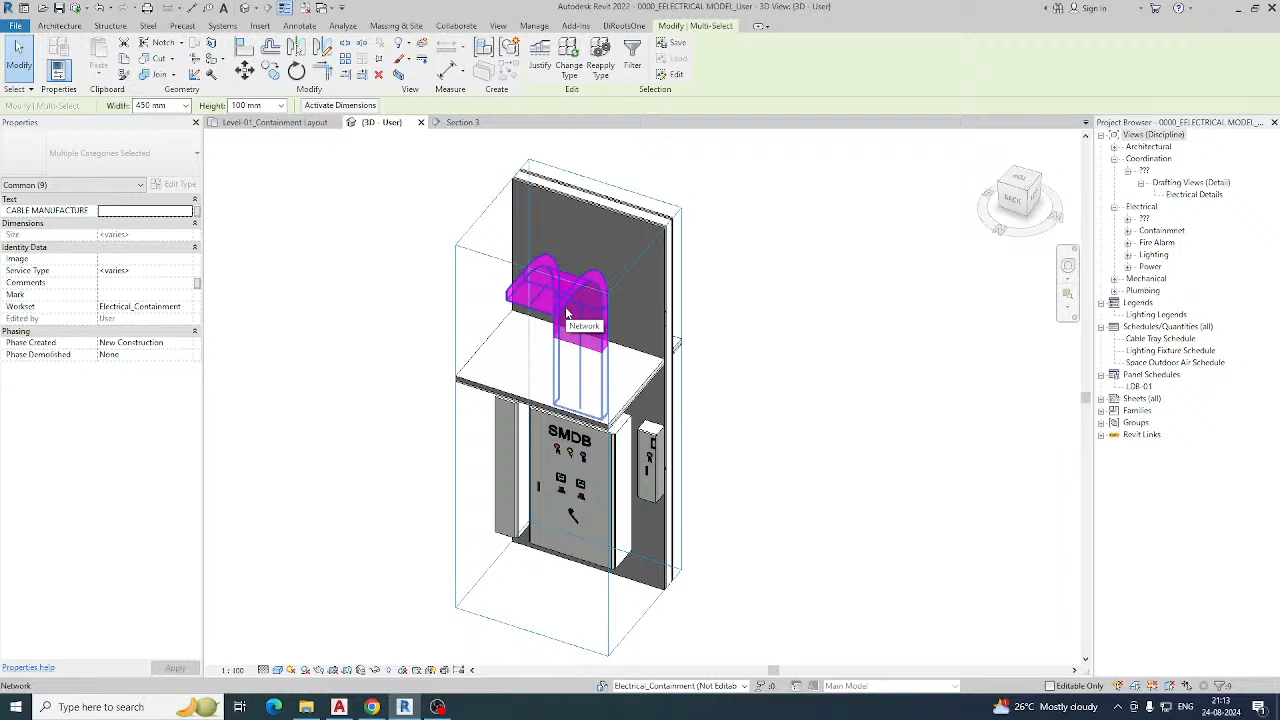 Autodesk Revit 2022 - 0000_EELECTRICAL MODEL_User - 3D View: (3D - User)
Sign In
File
Architecture
Structure
Steel
Precast
Systems
Insert
Annotate
Analyze
Massing & Site
Collaborate
View
Manage
Add-Ins
DiRootsOne
Modify | Multi-Select
Modify
Paste
Notch
Cut
Join
Justify
Change
Type
Reapply
Type
Filter
Save
Load
Edit
Select
Properties
Geometry
Modify
View
Measure
Create
Edit
Selection
Modify | Multi-Select
Width: 450 mm
Height: 100 mm
Activate Dimensions
Properties
Level-01_Containment Layout
(3D - User)
Section 3
Project Browser - 0000_EELECTRICAL MODEL_...
Multiple Categories Selected
Common (9)
Edit Type
Text
CABLE MANUFACTURE
Dimensions
Size <varies>
Identity Data
Image
Service Type <varies>
Comments
Mark
Workset Electrical_Containment
Edited by User
Phasing
Phase Created New Construction
Phase Demolished None
TOP
BACK
Network
SMDB
Views (Discipline)
Architectural
Coordination
???
Drafting Views (Detail)
Electrical Details
Electrical
???
Containmet
Fire Alarm
Lighting
Power
Mechanical
Plumbing
Legends
Lighting Legends
Schedules/Quantities (all)
Cable Tray Schedule
Lighting Fixture Schedule
Space Outdoor Air Schedule
Panel Schedules
LDB-01
Sheets (all)
Families
Groups
Revit Links
Properties help
Apply
1 : 100
Network
Electrical_Containment (Not Editab
:0
Main Model
Editable Only
:9
Type here to search
26°C Mostly cloudy
ENG
21:13
24-08-2024